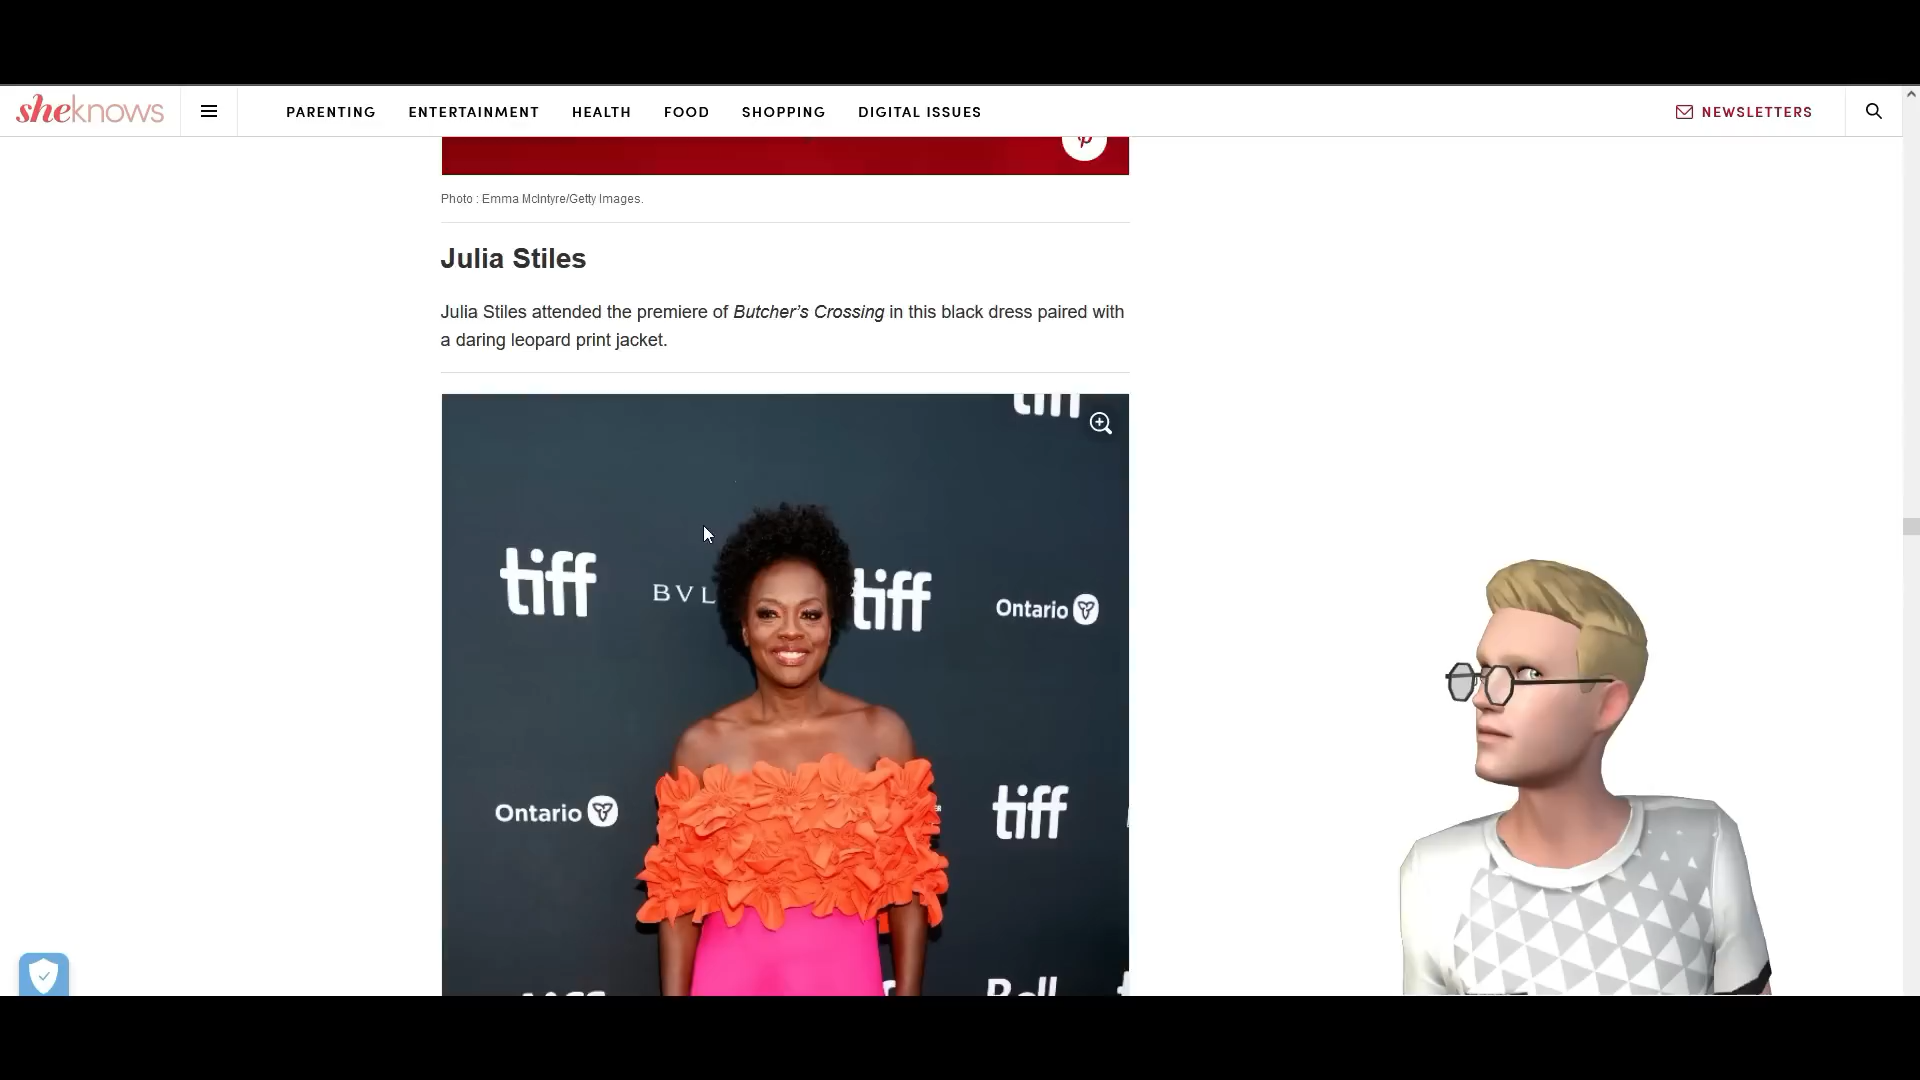 sheknows
PARENTING ENTERTAINMENT HEALTH FOOD SHOPPING DIGITAL ISSUES NEWSLETTERS
Photo : Emma McIntyre/Getty Images.
Julia Stiles
Julia Stiles attended the premiere of Butcher's Crossing in this black dress paired with
a daring leopard print jacket.
tiff
tiff
BVL
tiff
Ontario
Ontario
tiff
tiff
Bell